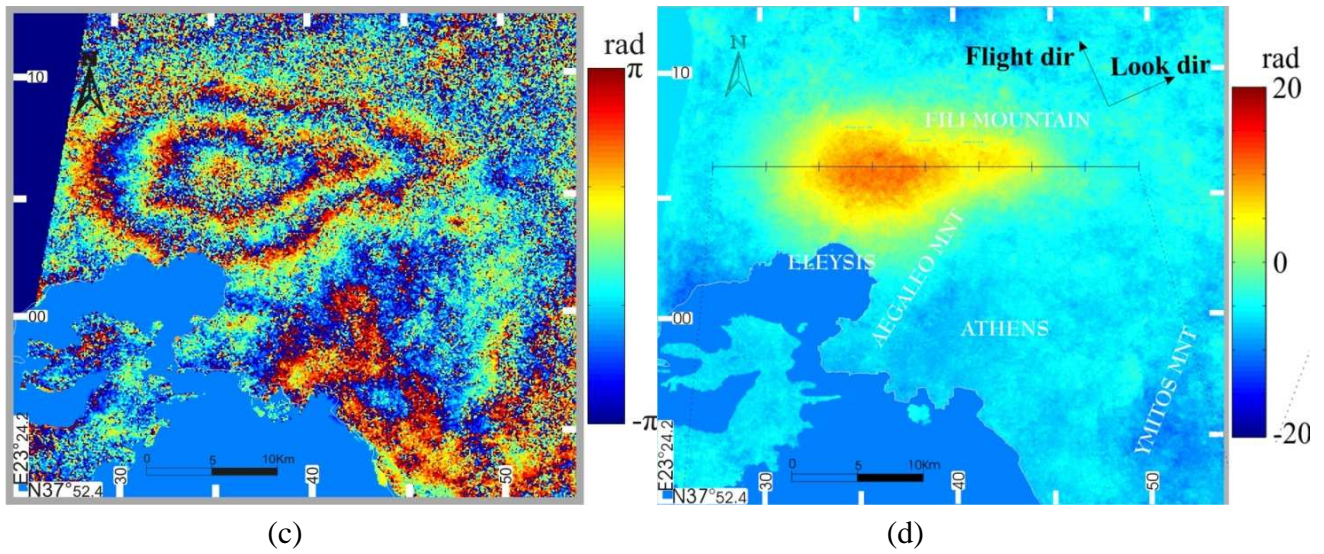 rad
π
-π
N
10
00
E23°24.2
N37°52.4
30
40
50
0 5 10Km
(c)
N
Flight dir
Look dir
rad
20
0
-20
10
00
FILI MOUNTAIN
ELEYSIS
AEGALEO MNT
ATHENS
YMITOS MNT
E23°24.2
N37°52.4
30
40
50
0 5 10Km
(d)